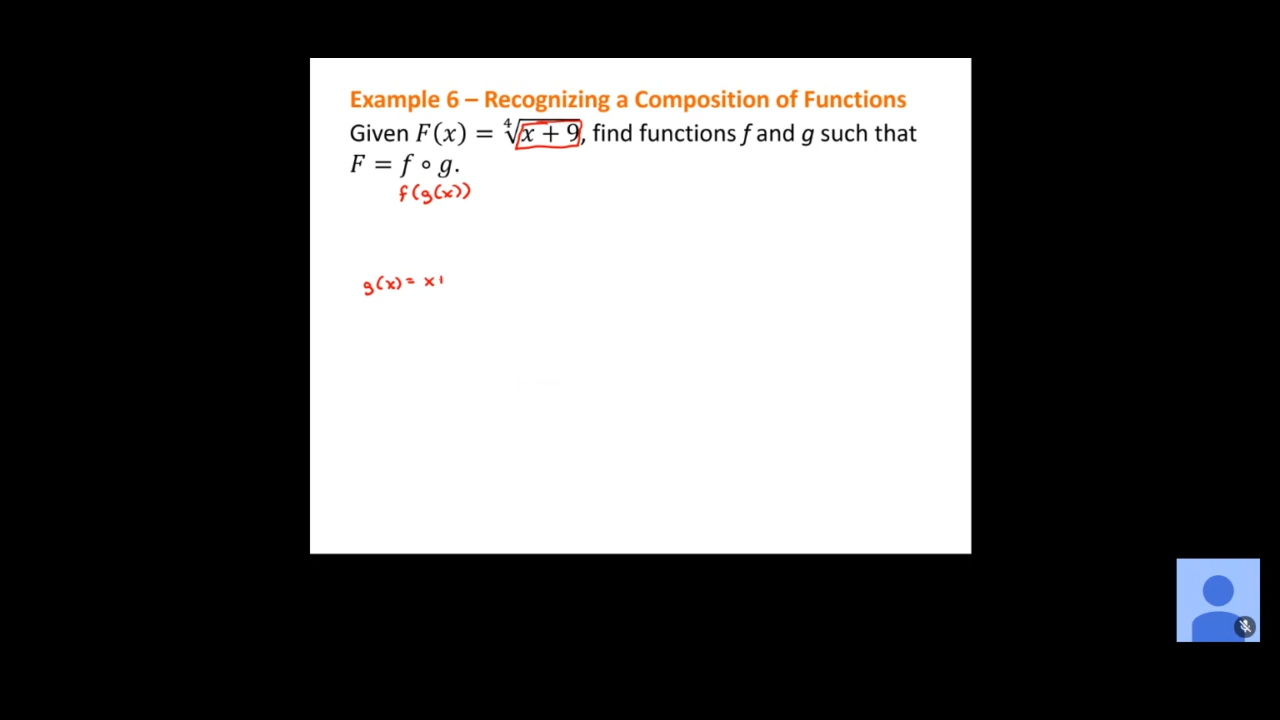 Example 6 – Recognizing a Composition of Functions
Given F(x) = ∜x + 9, find functions f and g such that
F = f ∘ g.
f(g(x))
g(x) = x+